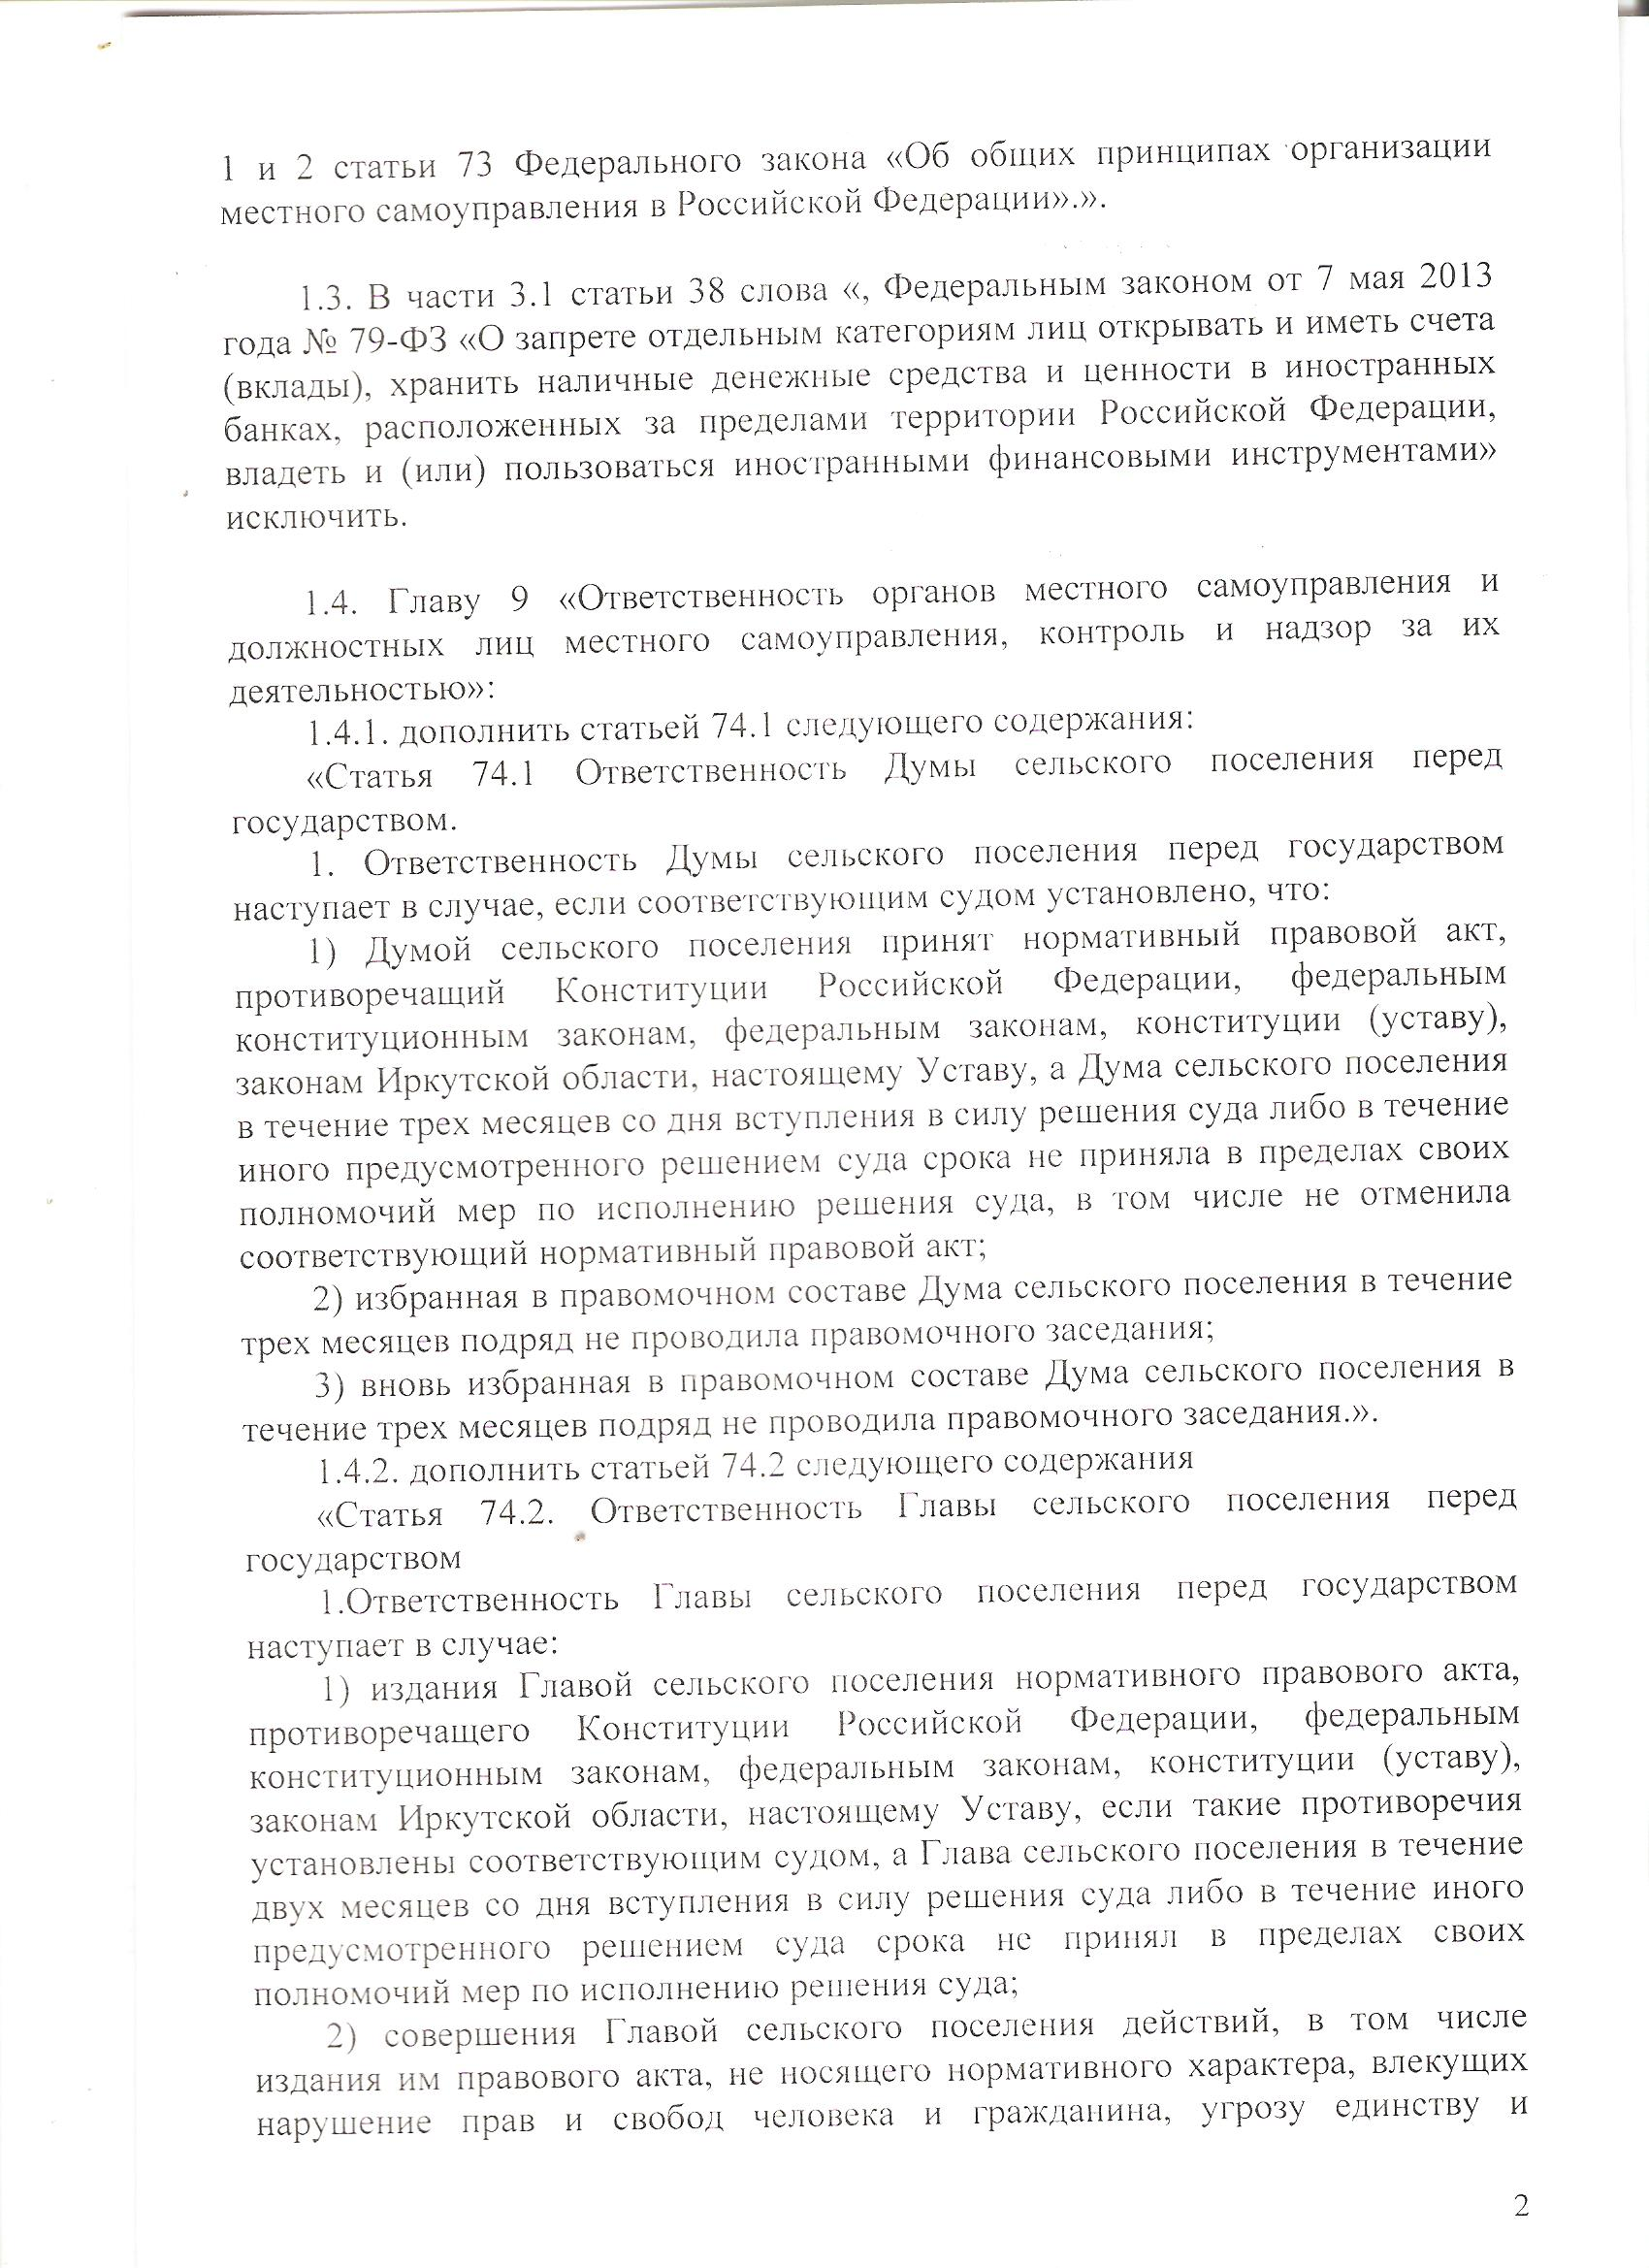 1 и 2 статьи 73 Федерального закона «Об общих принципах организации
местного самоуправления в Российской Федерации».».
1.3. В части 3.1 статьи 38 слова «, Федеральным законом от 7 мая 2013
года № 79-ФЗ «О запрете отдельным категориям лиц открывать и иметь счета
(вклады), хранить наличные денежные средства и ценности в иностранных
банках, расположенных за пределами территории Российской Федерации,
владеть и (или) пользоваться иностранными финансовыми инструментами»
исключить.
1.4. Главу 9 «Ответственность органов местного самоуправления и
должностных лиц местного самоуправления, контроль и надзор за их
деятельностью»:
1.4.1. дополнить статьей 74.1 следующего содержания:
«Статья 74.1 Ответственность Думы сельского поселения перед
государством.
1. Ответственность Думы сельского поселения перед государством
наступает в случае, если соответствующим судом установлено, что:
1) Думой сельского поселения принят нормативный правовой акт,
противоречащий Конституции Российской Федерации, федеральным
конституционным законам, федеральным законам, конституции (уставу),
законам Иркутской области, настоящему Уставу, а Дума сельского поселения
в течение трех месяцев со дня вступления в силу решения суда либо в течение
иного предусмотренного решением суда срока не приняла в пределах своих
полномочий мер по исполнению решения суда, в том числе не отменила
соответствующий нормативный правовой акт;
2) избранная в правомочном составе Дума сельского поселения в течение
трех месяцев подряд не проводила правомочного заседания;
3) вновь избранная в правомочном составе Дума сельского поселения в
течение трех месяцев подряд не проводила правомочного заседания.».
1.4.2. дополнить статьей 74.2 следующего содержания
«Статья 74.2. Ответственность Главы сельского поселения перед
государством
1.Ответственность Главы сельского поселения перед государством
наступает в случае:
1) издания Главой сельского поселения нормативного правового акта,
противоречащего Конституции Российской Федерации, федеральным
конституционным законам, федеральным законам, конституции (уставу),
законам Иркутской области, настоящему Уставу, если такие противоречия
установлены соответствующим судом, а Глава сельского поселения в течение
двух месяцев со дня вступления в силу решения суда либо в течение иного
предусмотренного решением суда срока не принял в пределах своих
полномочий мер по исполнению решения суда;
2) совершения Главой сельского поселения действий, в том числе
издания им правового акта, не носящего нормативного характера, влекущих
нарушение прав и свобод человека и гражданина, угрозу единству и
2